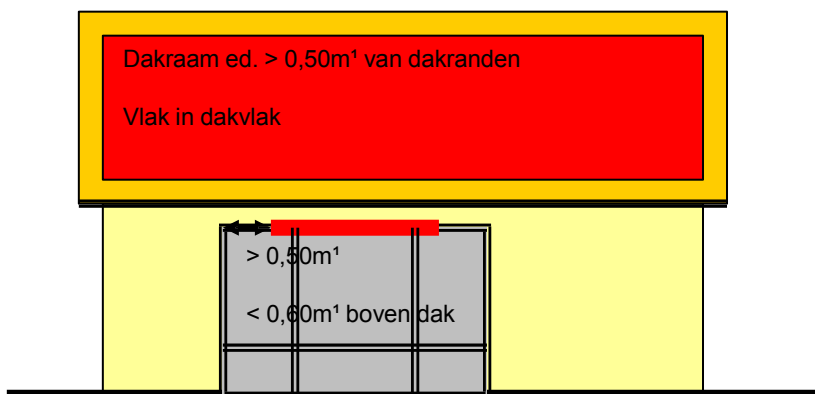 Dakraam ed. > 0,50m¹ van dakranden
Vlak in dakvlak
> 0,50m¹
< 0,60m¹ boven dak